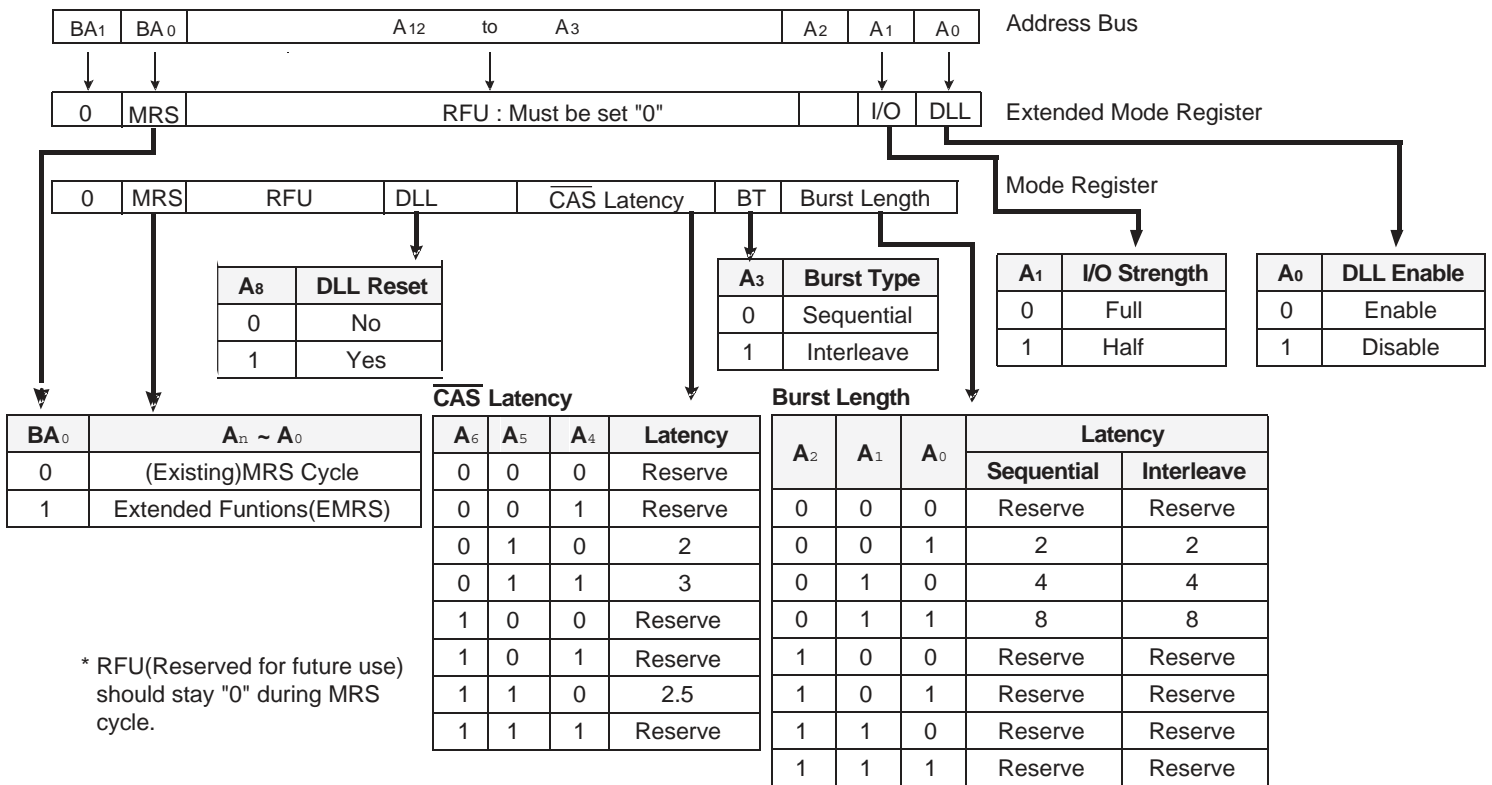 BA1 BA0 A12 to A3 A2 A1 A0 Address Bus
0 MRS RFU : Must be set "0" I/O DLL Extended Mode Register
0 MRS RFU DLL CAS Latency BT Burst Length Mode Register
A8 DLL Reset
0 No
1 Yes
A3 Burst Type
0 Sequential
1 Interleave
A1 I/O Strength
0 Full
1 Half
A0 DLL Enable
0 Enable
1 Disable
BA0 An ~ A0
0 (Existing)MRS Cycle
1 Extended Funtions(EMRS)
CAS Latency
A6 A5 A4 Latency
0 0 0 Reserve
0 0 1 Reserve
0 1 0 2
0 1 1 3
1 0 0 Reserve
1 0 1 Reserve
1 1 0 2.5
1 1 1 Reserve
Burst Length
A2 A1 A0 Latency
Sequential Interleave
0 0 0 Reserve Reserve
0 0 1 2 2
0 1 0 4 4
0 1 1 8 8
1 0 0 Reserve Reserve
1 0 1 Reserve Reserve
1 1 0 Reserve Reserve
1 1 1 Reserve Reserve
* RFU(Reserved for future use)
should stay "0" during MRS
cycle.